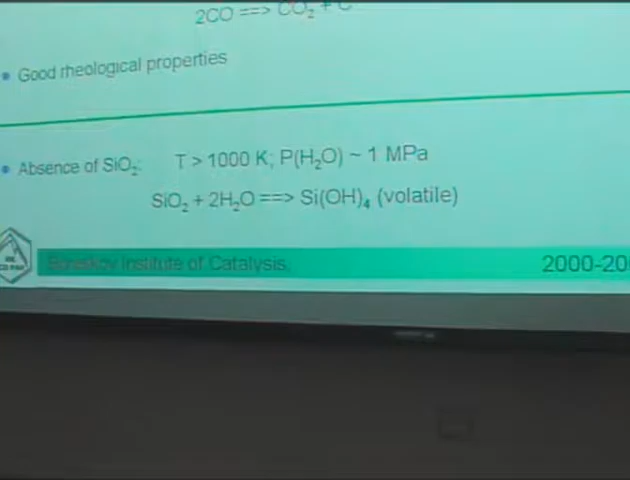 2CO ==> CO₂ + C
• Good rheological properties
• Absence of SiO₂: T > 1000 K; P(H₂O) ~ 1 MPa
SiO₂ + 2H₂O ==> Si(OH)₄ (volatile)
Boreskov Institute of Catalysis 2000-20